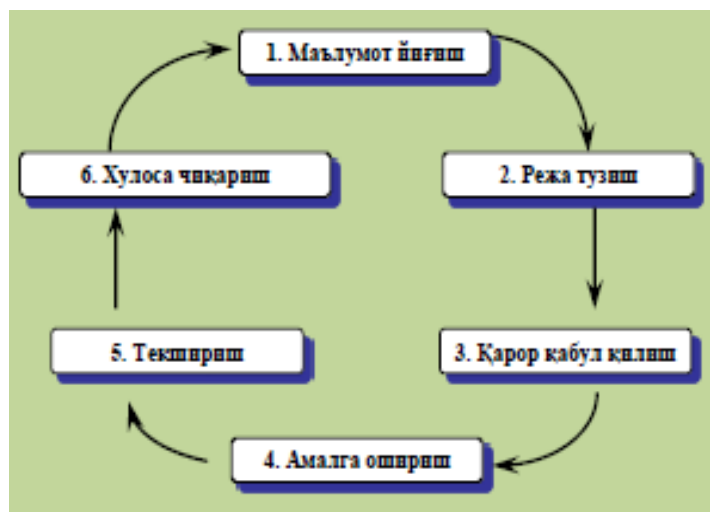 1. Маълумот йиғиш
2. Режа тузиш
3. Қарор қабул қилиш
4. Амалга ошириш
5. Текшириш
6. Хулоса чиқариш